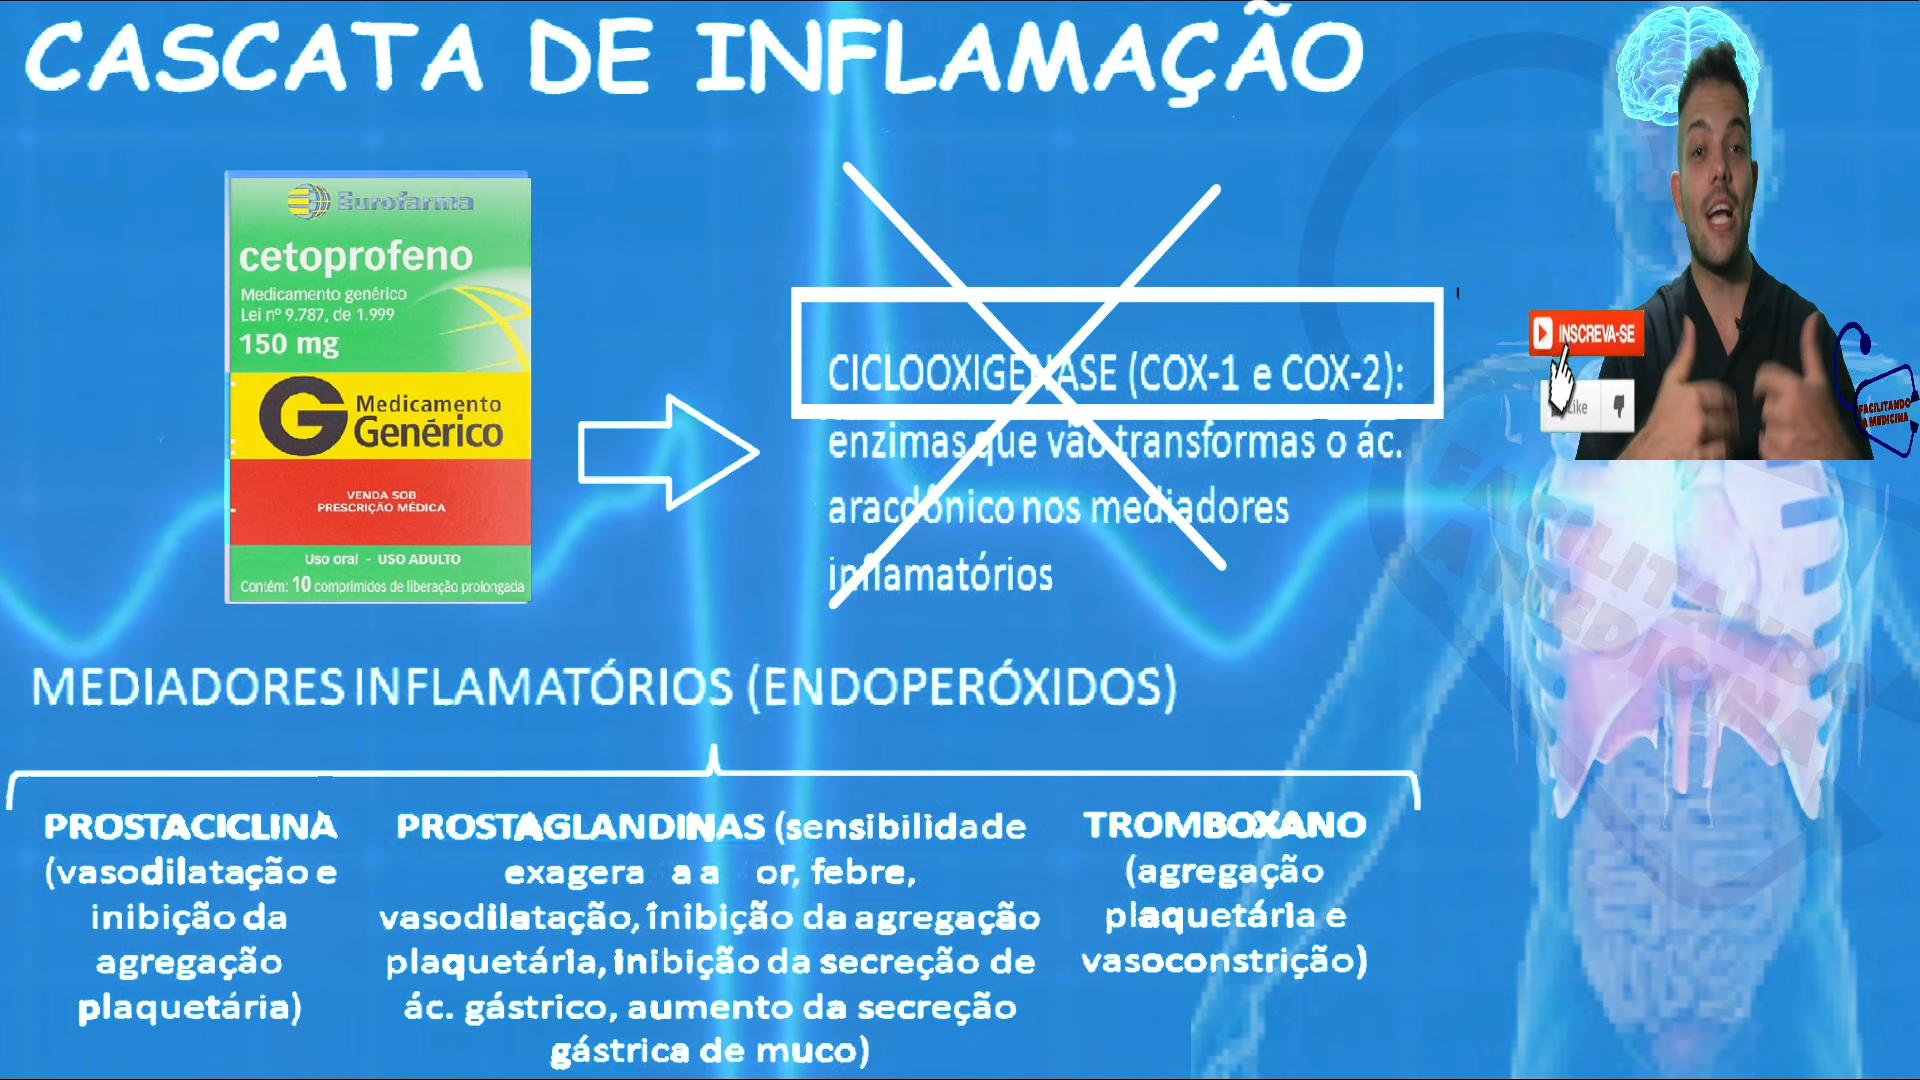 CASCATA DE INFLAMAÇÃO
Eurofarma
cetoprofeno
Medicamento genérico
Lei nº 9.787, de 1.999
150 mg
G Medicamento
Genérico
VENDA SOB
PRESCRIÇÃO MÉDICA
Uso oral - USO ADULTO
Contém: 10 comprimidos de liberação prolongada
CICLOOXIGENASE (COX-1 e COX-2):
enzimas que vão transformas o ác.
aracdônico nos mediadores
inflamatórios
INSCREVA-SE
Like
FACILITANDO
A MEDICINA
FACILITANDO
A MEDICINA
MEDIADORES INFLAMATÓRIOS (ENDOPERÓXIDOS)
PROSTACICLINA
(vasodilatação e
inibição da
agregação
plaquetária)
PROSTAGLANDINAS (sensibilidade
exagera a a or, febre,
vasodilatação, inibição da agregação
plaquetária, inibição da secreção de
ác. gástrico, aumento da secreção
gástrica de muco)
TROMBOXANO
(agregação
plaquetária e
vasoconstrição)